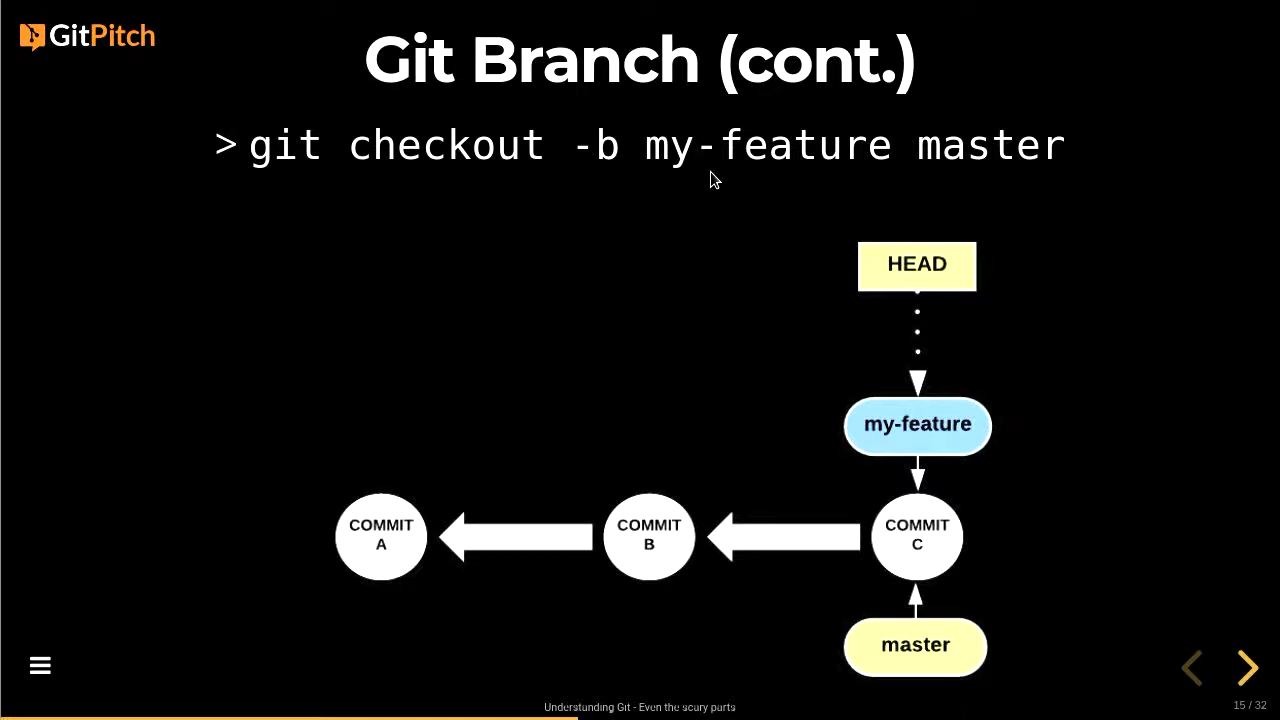 GitPitch
Git Branch (cont.)
> git checkout -b my-feature master
HEAD
my-feature
COMMIT
A
COMMIT
B
COMMIT
C
master
Understanding Git - Even the scury parts
15 / 32